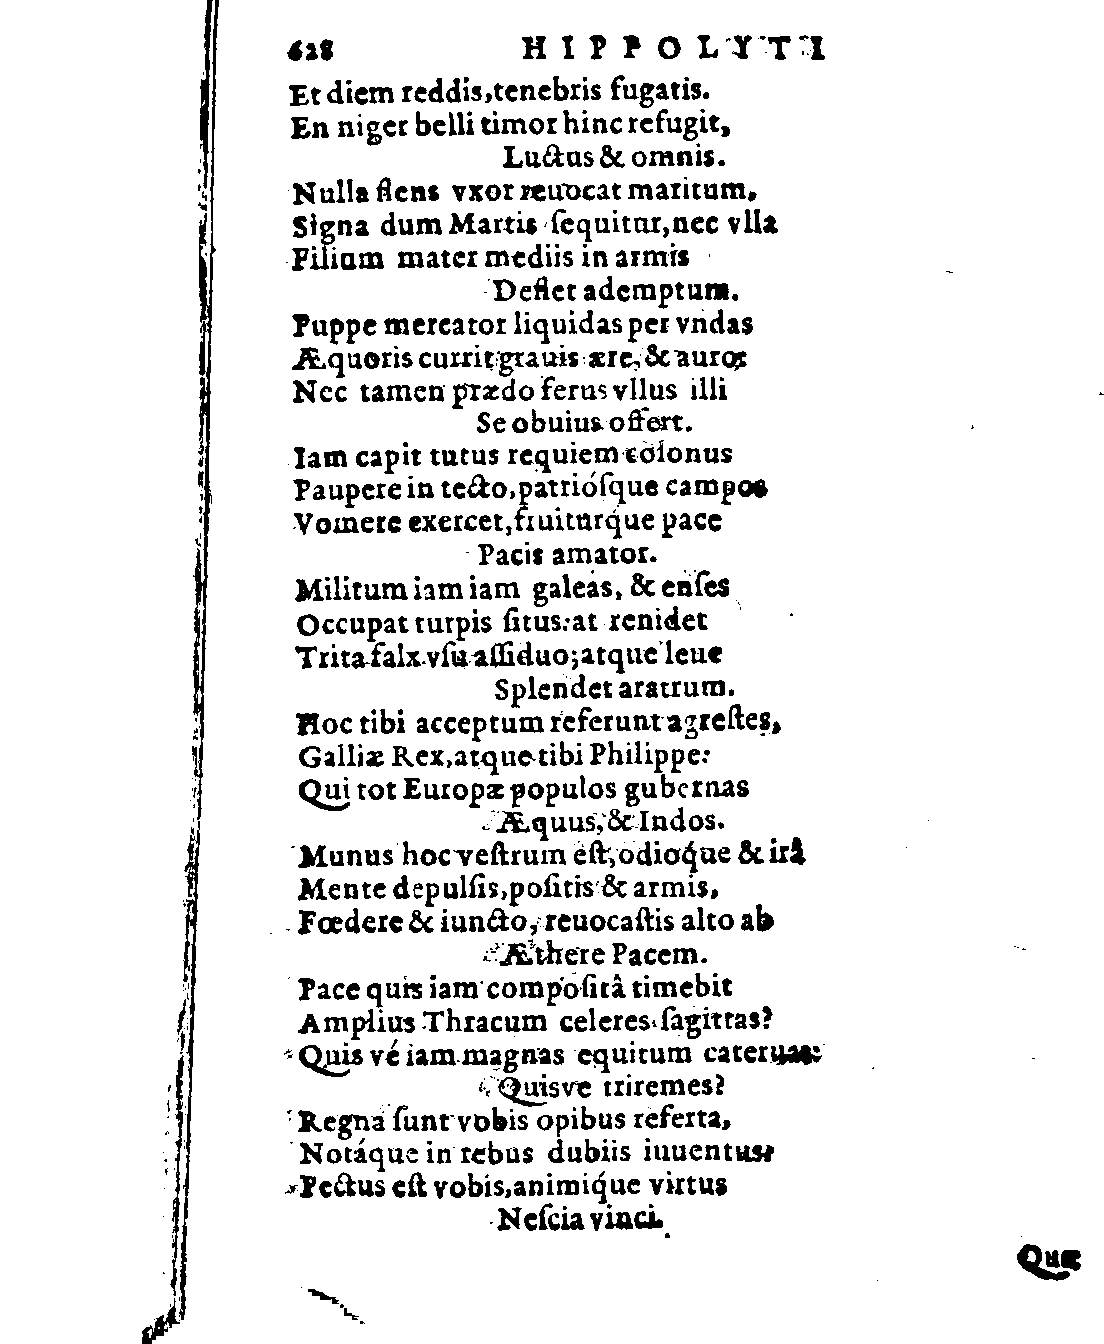 628 HIPPOLYTI
Et diem reddis,tenebris fugatis.
En niger belli timor hinc refugit,
Luctus & omnis.
Nulla flens vxor reuocat maritum,
Signa dum Martis ſequitur,nec vlla
Filium mater mediis in armis
Deflet ademptum.
Puppe mercator liquidas per vndas
Æquoris currit grauis ære, & auro;
Nec tamen prædo ferus vllus illi
Se obuius offert.
Iam capit tutus requiem colonus
Paupere in tecto,patrióſque campos
Vomere exercet,fruitúrque pace
Pacis amator.
Militum iam iam galeas, & enſes
Occupat turpis ſitus:at renidet
Trita falx vſu aſſiduo;atque leue
Splendet aratrum.
Hoc tibi acceptum referunt agreſtes,
Galliæ Rex,atque tibi Philippe:
Qui tot Europæ populos gubernas
Æquus,& Indos.
Munus hoc veſtrum eſt,odioq́ue & irâ
Mente depulſis,poſitis & armis,
Fœdere & iuncto, reuocaſtis alto ab
Æthere Pacem.
Pace quis iam compoſitâ timebit
Amplius Thracum celeres ſagittas?
Quis vé iam magnas equitum cateruas:
Quisve triremes?
Regna ſunt vobis opibus referta,
Notáque in rebus dubiis iuuentus,
Pectus eſt vobis,animiq́ue virtus
Neſcia vinci.
Quæ